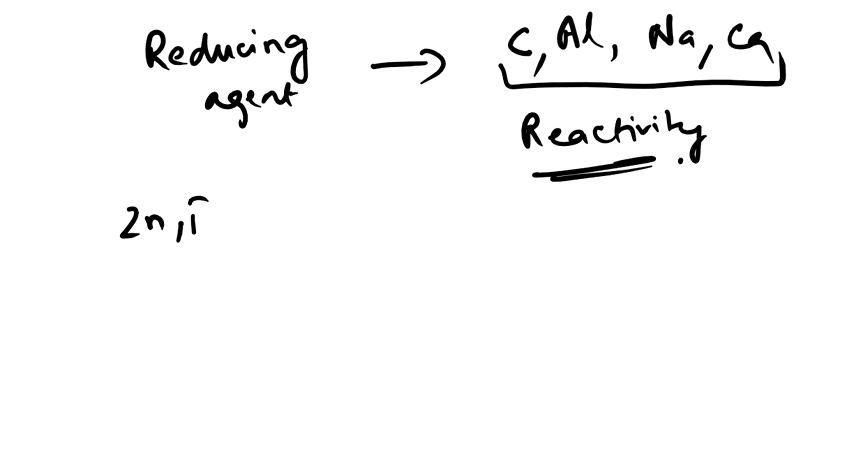 Reducing agent → C, Al, Na, Ca
Reactivity.
Zn,